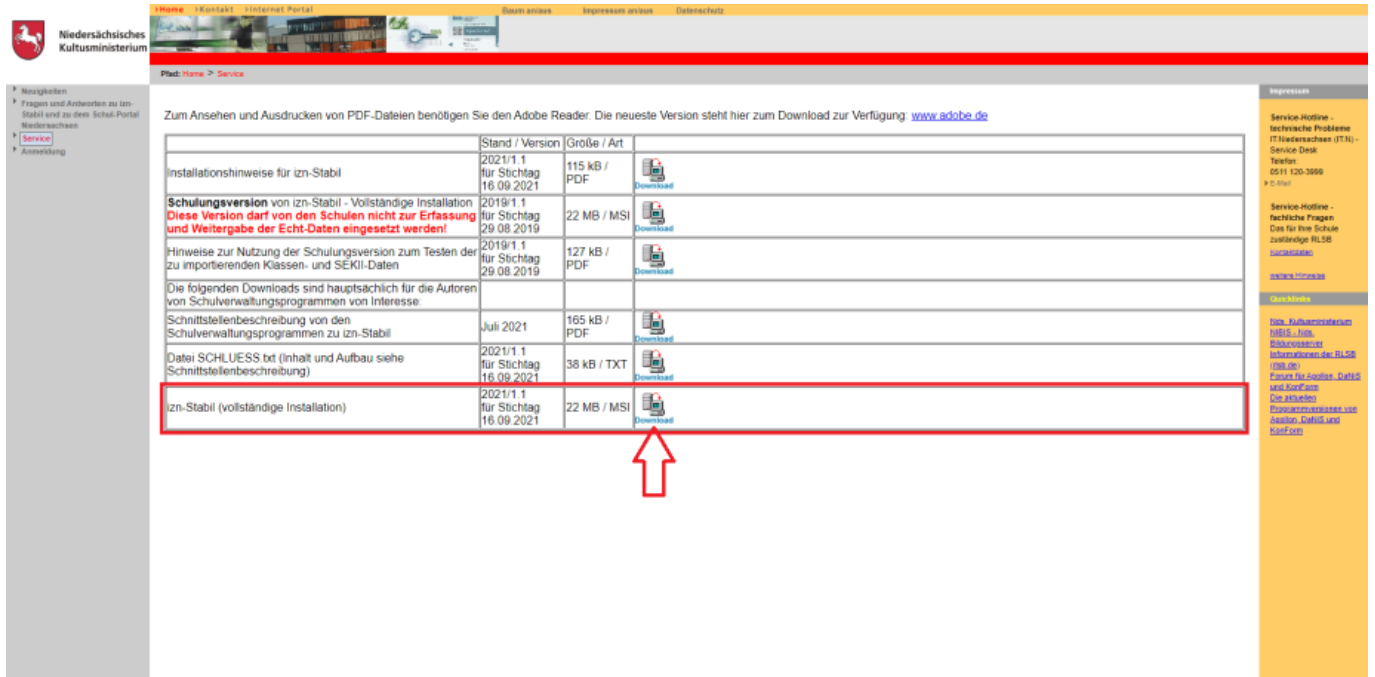 ›Home ›Kontakt ›Internet Portal Baum an/aus Impressum an/aus Datenschutz
Niedersächsisches
Kultusministerium
Pfad: Home > Service
Neuigkeiten
Fragen und Antworten zu izn-
Stabil und zu dem Schul-Portal
Niedersachsen
Service
Anmeldung
Zum Ansehen und Ausdrucken von PDF-Dateien benötigen Sie den Adobe Reader. Die neueste Version steht hier zum Download zur Verfügung: www.adobe.de
Stand / Version Größe / Art
Installationshinweise für izn-Stabil
2021/1.1
für Stichtag
16.09.2021
115 kB /
PDF
Download
Schulungsversion von izn-Stabil - Vollständige Installation
Diese Version darf von den Schulen nicht zur Erfassung
und Weitergabe der Echt-Daten eingesetzt werden!
2019/1.1
für Stichtag
29.08.2019
22 MB / MSI
Download
Hinweise zur Nutzung der Schulungsversion zum Testen der
zu importierenden Klassen- und SEKII-Daten
2019/1.1
für Stichtag
29.08.2019
127 kB /
PDF
Download
Die folgenden Downloads sind hauptsächlich für die Autoren
von Schulverwaltungsprogrammen von Interesse:
Schnittstellenbeschreibung von den
Schulverwaltungsprogrammen zu izn-Stabil
Juli 2021
165 kB /
PDF
Download
Datei SCHLUESS.txt (Inhalt und Aufbau siehe
Schnittstellenbeschreibung)
2021/1.1
für Stichtag
16.09.2021
38 kB / TXT
Download
izn-Stabil (vollständige Installation)
2021/1.1
für Stichtag
16.09.2021
22 MB / MSI
Download
Impressum
Service-Hotline -
technische Probleme
IT.Niedersachsen (IT.N) –
Service Desk
Telefon:
0511 120-3999
E-Mail
Service-Hotline -
fachliche Fragen
Das für Ihre Schule
zuständige RLSB
Kontaktdaten
weitere Hinweise
Quicklinks
Nds. Kultusministerium
NIBIS - Nds.
Bildungsserver
Informationen der RLSB
(rlsb.de)
Forum für Apollon, DaNiS
und KonForm
Die aktuellen
Programmversionen von
Apollon, DaNiS und
KonForm